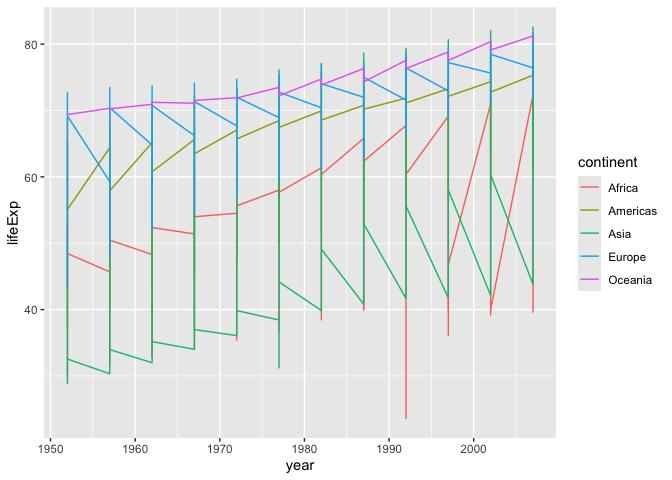 80
60
40
lifeExp
1950
1960
1970
1980
1990
2000
year
continent
Africa
Americas
Asia
Europe
Oceania